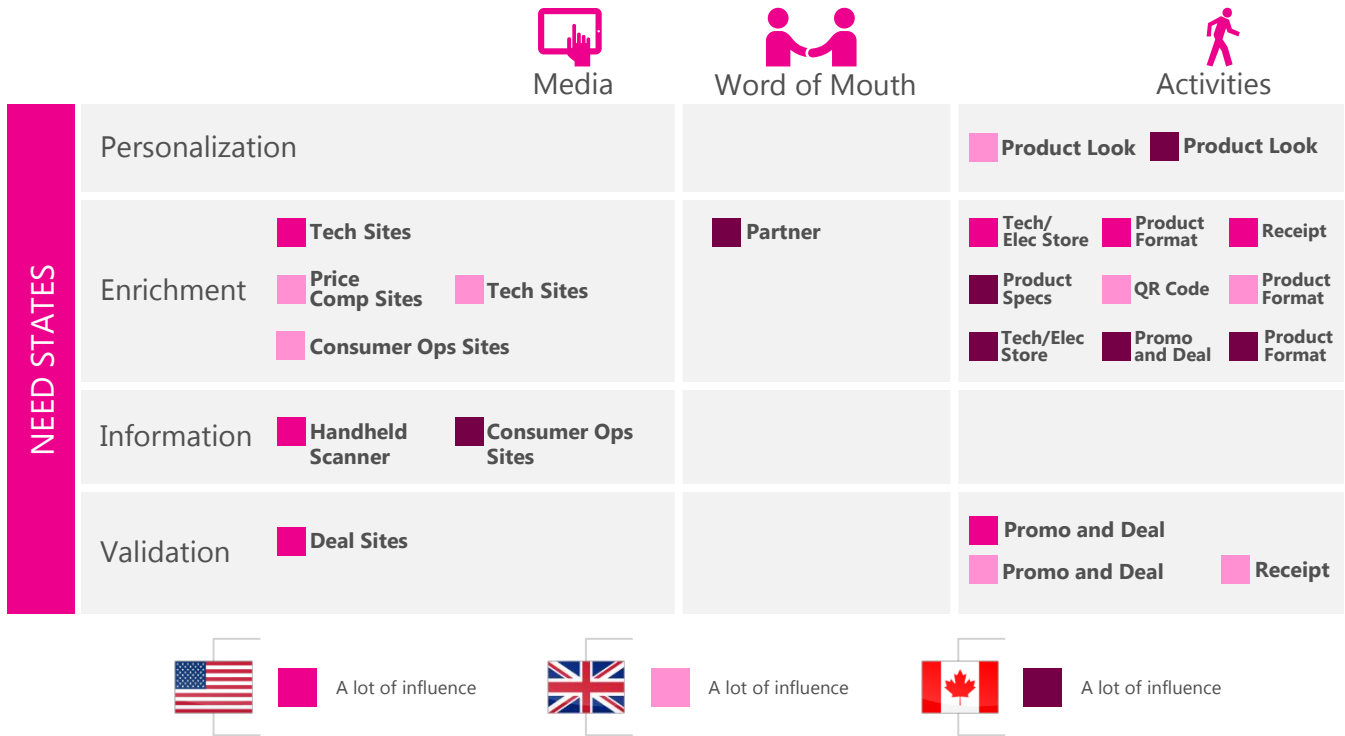 Media
Word of Mouth
Activities
NEED STATES
Personalization
Product Look
Product Look
Enrichment
Tech Sites
Price
Comp Sites
Tech Sites
Consumer Ops Sites
Partner
Tech/
Elec Store
Product
Format
Receipt
Product
Specs
QR Code
Product
Format
Tech/Elec
Store
Promo
and Deal
Product
Format
Information
Handheld
Scanner
Consumer Ops
Sites
Validation
Deal Sites
Promo and Deal
Promo and Deal
Receipt
A lot of influence
A lot of influence
A lot of influence